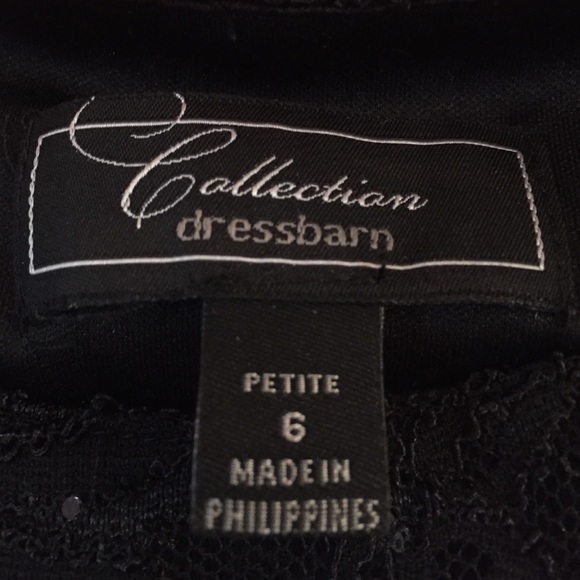 Collection
dressbarn
PETITE
6
MADE IN
PHILIPPINES